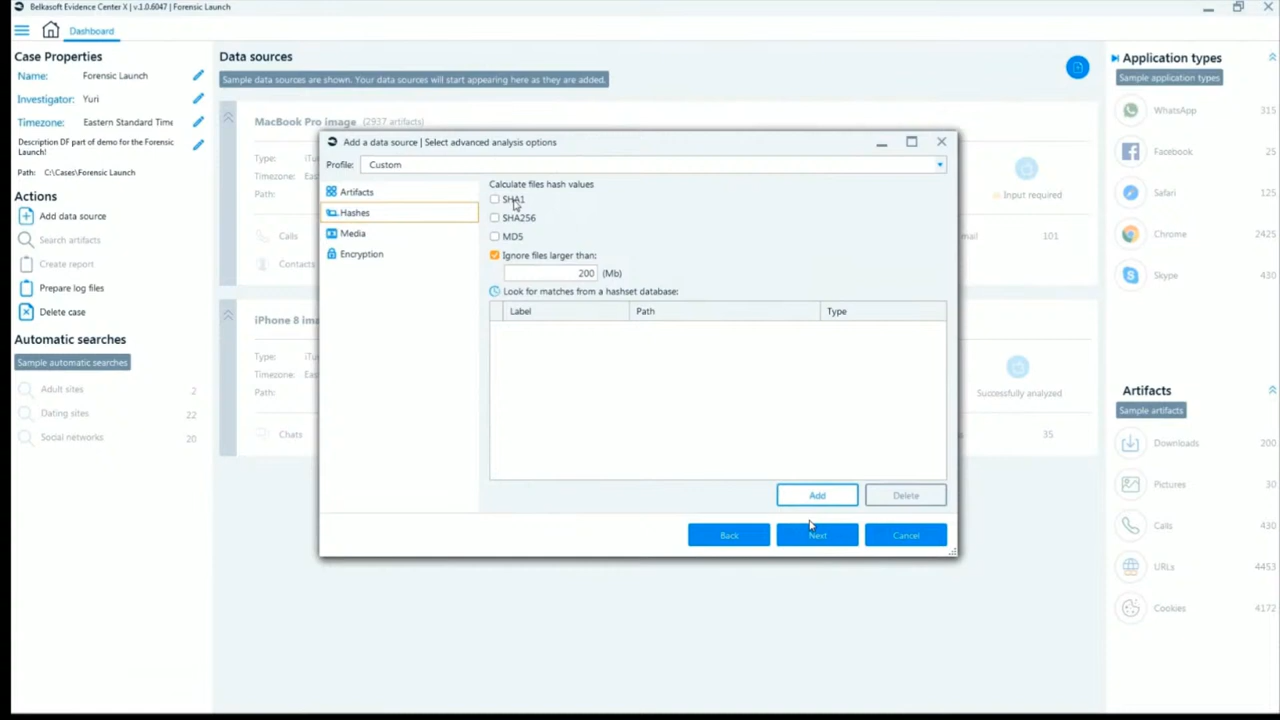 Belkasoft Evidence Center X | v.1.0.6047 | Forensic Launch
Dashboard
Case Properties
Name: Forensic Launch
Investigator: Yuri
Timezone: Eastern Standard Time
Description DF part of demo for the Forensic
Launch!
Path: C:\Cases\Forensic Launch
Actions
Add data source
Search artifacts
Create report
Prepare log files
Delete case
Automatic searches
Sample automatic searches
Adult sites 2
Dating sites 22
Social networks 20
Data sources
Sample data sources are shown. Your data sources will start appearing here as they are added.
MacBook Pro image (2937 artifacts)
Type:
Timezone: Eas
Path:
Input required
Calls
mail 101
Contacts
iPhone 8 ima
Type:
Timezone: Eas
Path:
Successfully analyzed
Chats
35
Add a data source | Select advanced analysis options
Profile: Custom
Artifacts
Hashes
Media
Encryption
Calculate files hash values
SHA1
SHA256
MD5
Ignore files larger than:
200 (Mb)
Look for matches from a hashset database:
Label Path Type
Add Delete
Back Next Cancel
Application types
Sample application types
WhatsApp 315
Facebook 25
Safari 125
Chrome 2425
Skype 430
Artifacts
Sample artifacts
Downloads 200
Pictures 30
Calls 430
URLs 4453
Cookies 4172